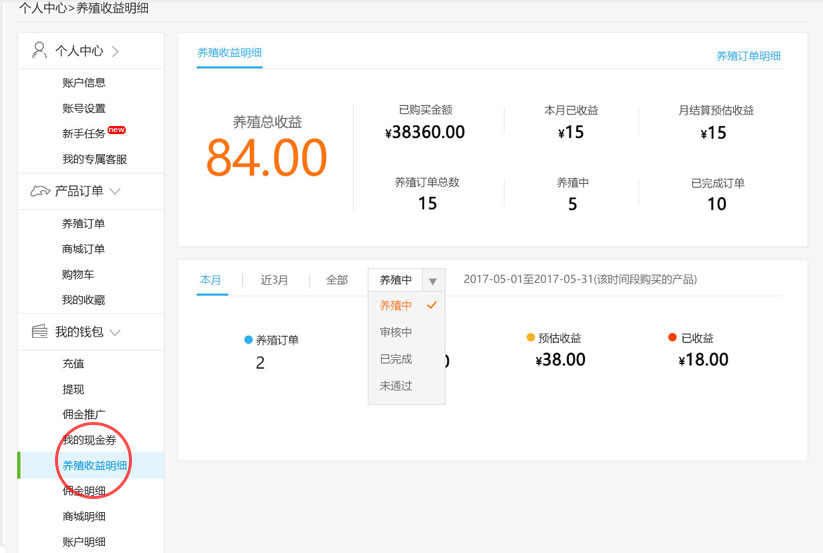 个人中心>养殖收益明细
个人中心
账户信息
账号设置
新手任务 new
我的专属客服
产品订单
养殖订单
商城订单
购物车
我的收藏
我的钱包
充值
提现
佣金推广
我的现金券
养殖收益明细
佣金明细
商城明细
账户明细
养殖收益明细
养殖订单明细
养殖总收益
84.00
已购买金额
¥38360.00
本月已收益
¥15
月结算预估收益
¥15
养殖订单总数
15
养殖中
5
已完成订单
10
本月 近3月 全部 养殖中 2017-05-01至2017-05-31(该时间段购买的产品)
养殖中
审核中
已完成
未通过
养殖订单
2
预估收益
¥38.00
已收益
¥18.00